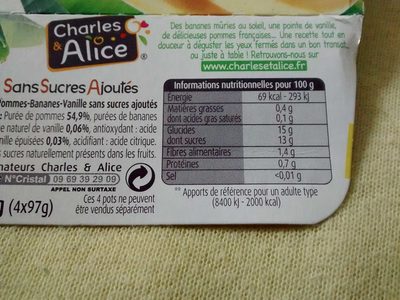 Charles
& Alice
Des bananes mûries au soleil, une pointe de vanille,
de délicieuses pommes françaises... Une recette tout en
douceur à déguster les yeux fermés dans un bon transat,
ou juste à table ! Retrouvez-nous sur
www.charlesetalice.fr
Sans Sucres Ajoutés
Pommes-Bananes-Vanille sans sucres ajoutés
: Purée de pommes 54,9%, purées de bananes
e naturel de vanille 0,06%, antioxydant : acide
nille épuisées 0,03%, acidifiant : acide citrique.
es sucres naturellement présents dans les fruits.
mateurs Charles & Alice
N°Cristal 09 69 39 29 09
APPEL NON SURTAXE
(4x97g)
Ces 4 pots ne peuvent
être vendus séparément
Informations nutritionnelles pour 100 g
Energie 69 kcal - 293 kJ
Matières grasses 0,4 g
dont acides gras saturés 0,1 g
Glucides 15 g
dont sucres 13 g
Fibres alimentaires 1,4 g
Protéines 0,7 g
Sel <0,01 g
** Apports de référence pour un adulte type
(8400 kJ - 2000 kcal)